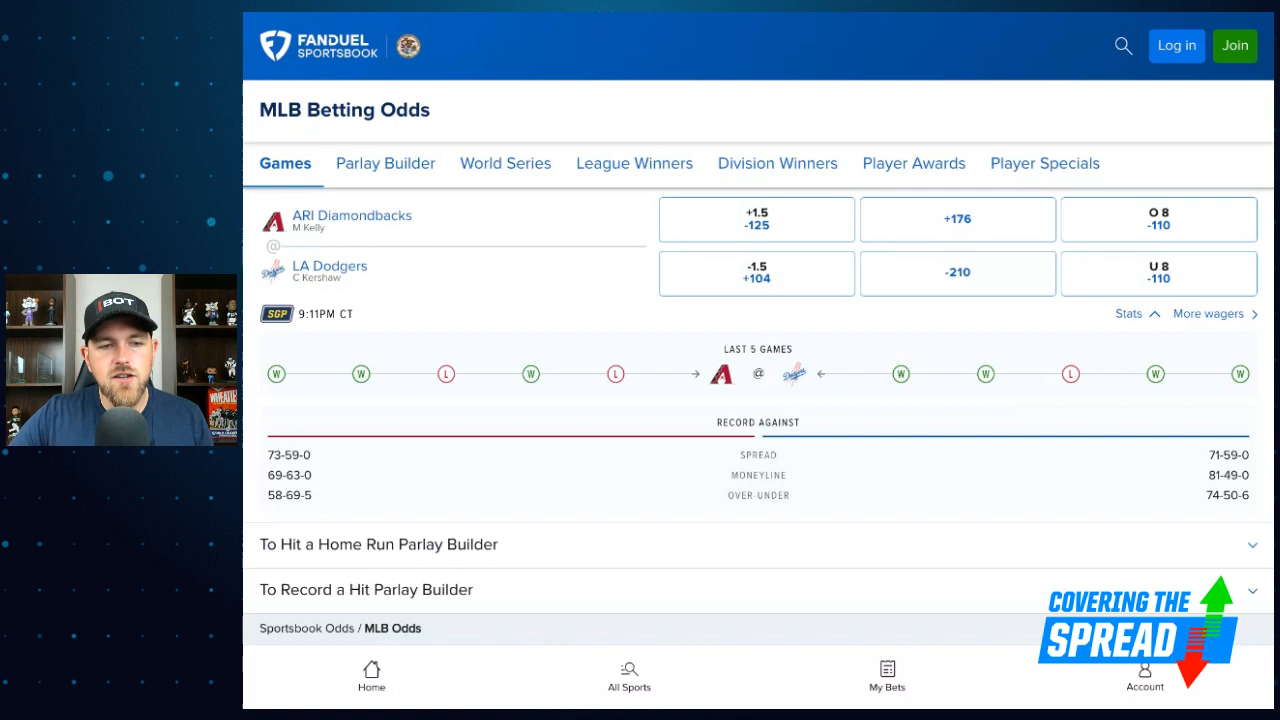 FANDUEL
SPORTSBOOK
Log in
Join
MLB Betting Odds
Games
Parlay Builder
World Series
League Winners
Division Winners
Player Awards
Player Specials
ARI Diamondbacks
M Kelly
+1.5
-125
+176
O 8
-110
@
LA Dodgers
C Kershaw
-1.5
+104
-210
U 8
-110
SGP 9:11PM CT
Stats
More wagers
LAST 5 GAMES
W W L W L @ W W L W W
RECORD AGAINST
73-59-0 SPREAD 71-59-0
69-63-0 MONEYLINE 81-49-0
58-69-5 OVER-UNDER 74-50-6
To Hit a Home Run Parlay Builder
To Record a Hit Parlay Builder
Sportsbook Odds / MLB Odds
COVERING THE
SPREAD
Home
All Sports
My Bets
Account
BOT
WHEATIES